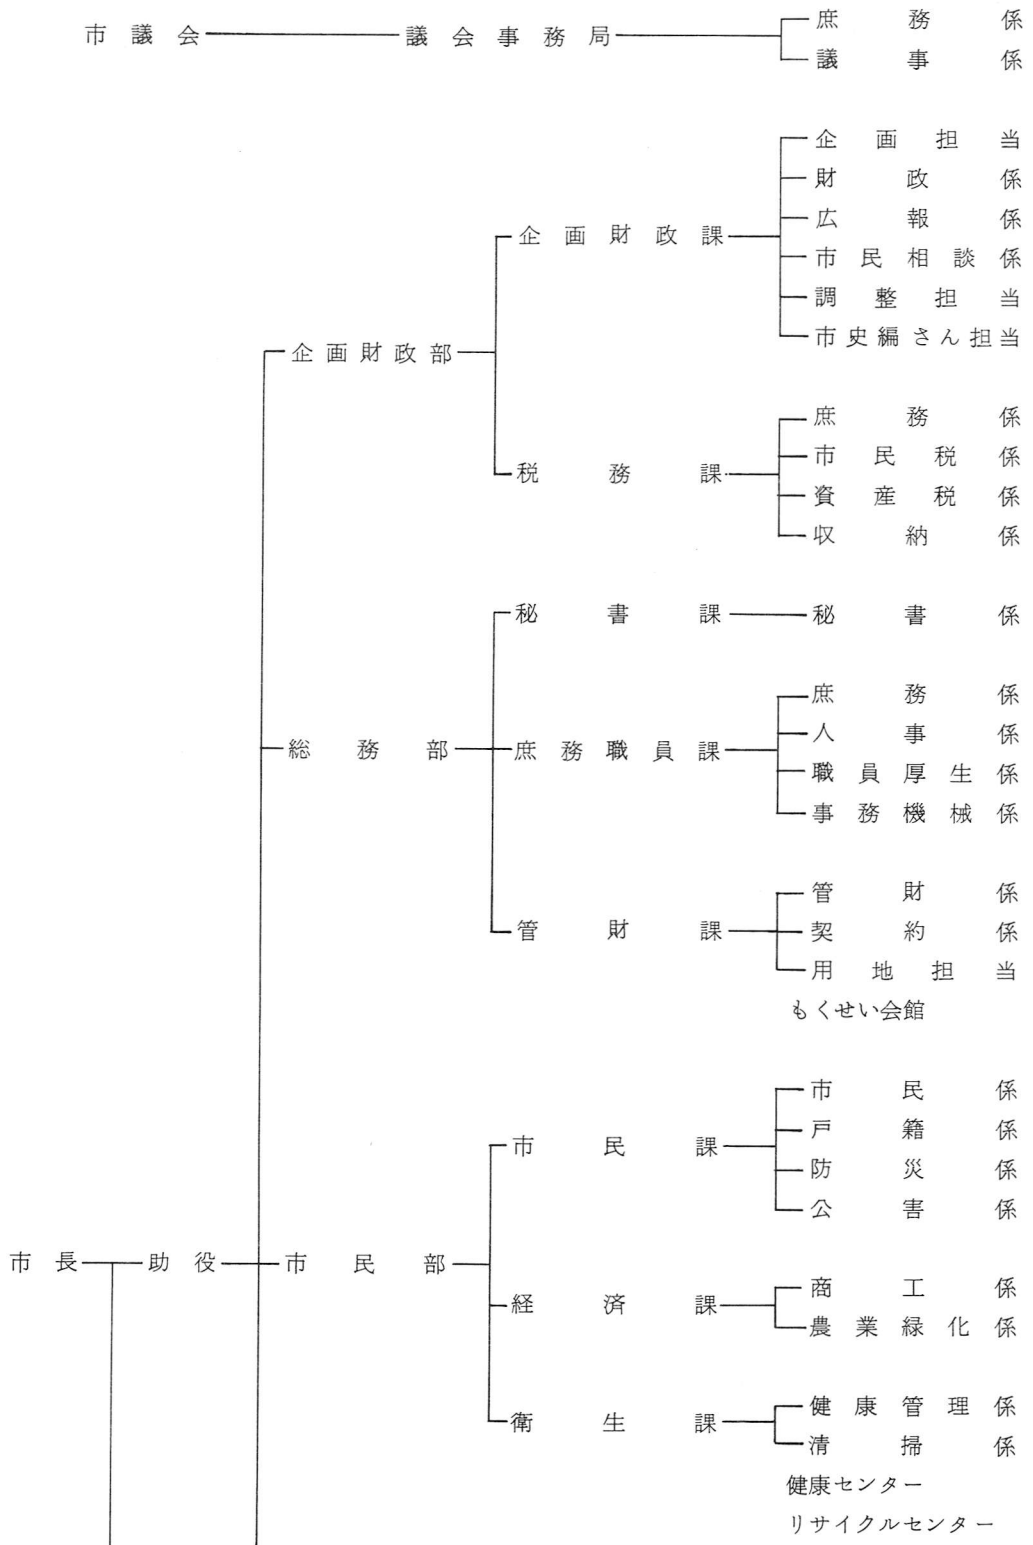 市議会 議会事務局 庶務係
議事係
企画担当
財政係
広報係
企画財政課
市民相談係
調整担当
市史編さん担当
企画財政部
庶務係
市民税係
税務課
資産税係
収納係
秘書課 秘書係
庶務係
人事係
総務部 庶務職員課
職員厚生係
事務機械係
管財係
管財課 契約係
用地担当
もくせい会館
市民係
戸籍係
市民課
防災係
公害係
市長 助役 市民部
商工係
経済課
農業緑化係
健康管理係
衛生課
清掃係
健康センター
リサイクルセンター